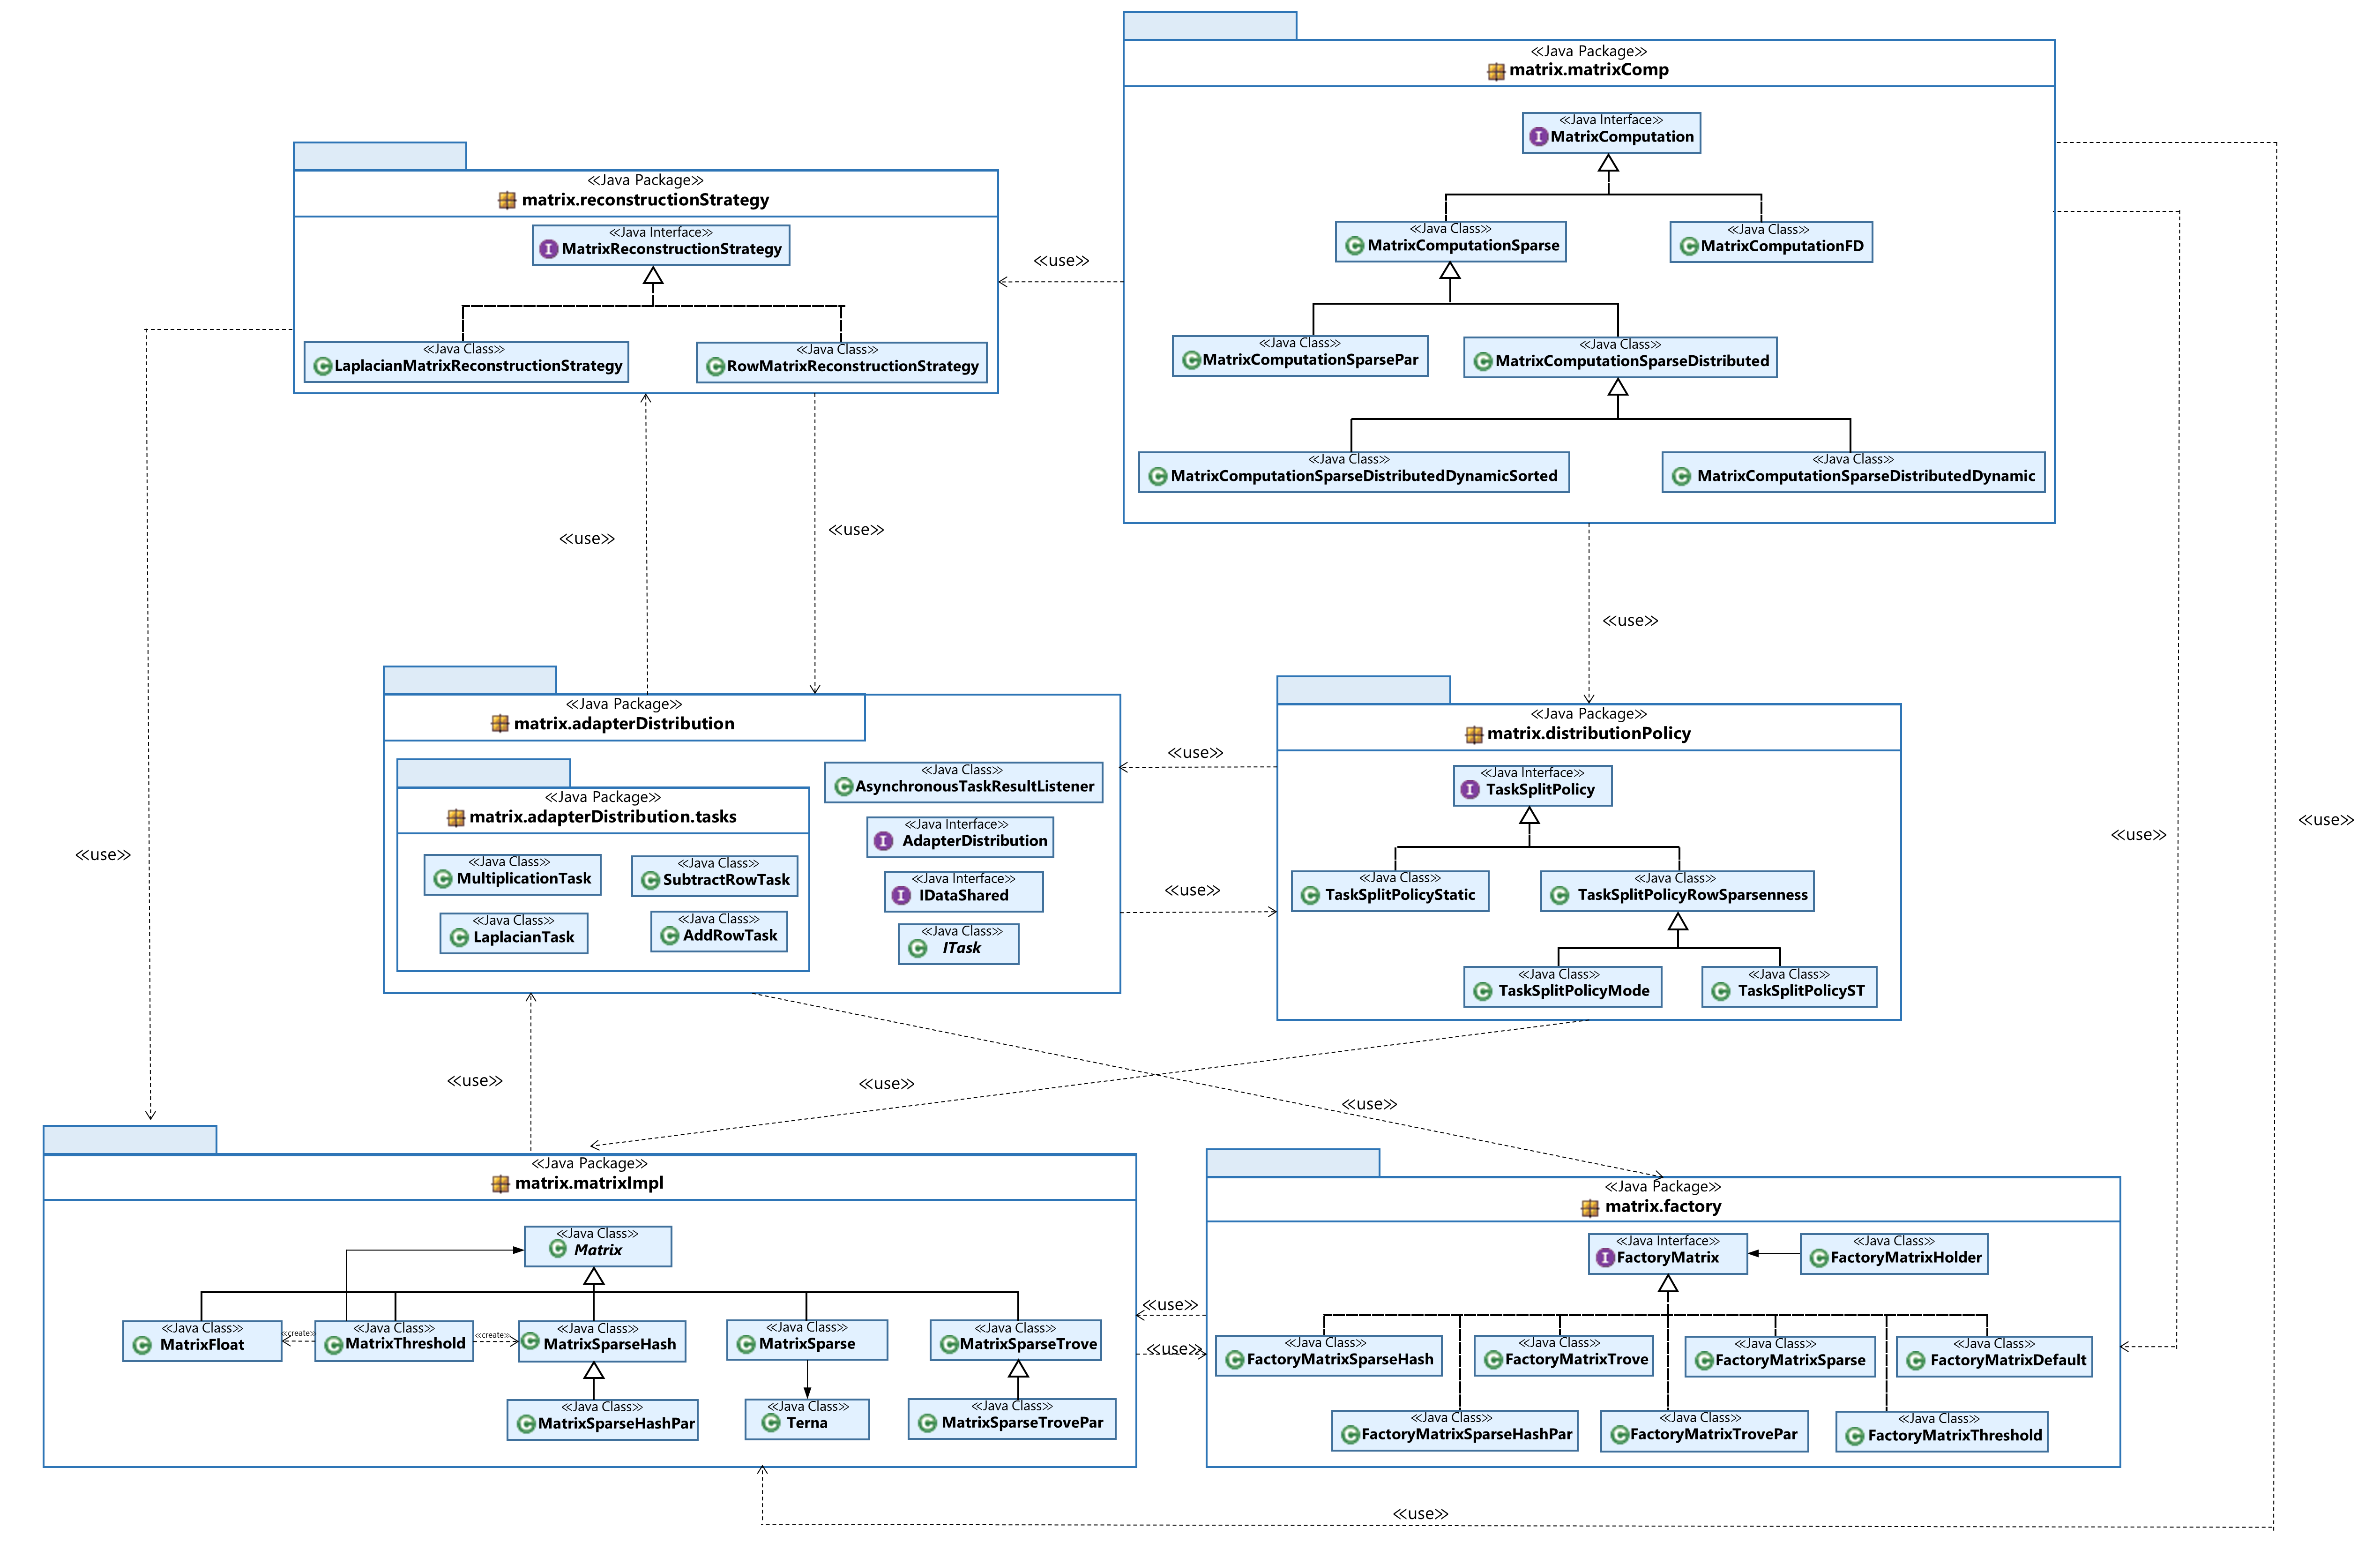 ≪Java Package≫
matrix.matrixComp
≪Java Interface≫
MatrixComputation
≪Java Class≫
MatrixComputationSparse
≪Java Class≫
MatrixComputationFD
≪Java Class≫
MatrixComputationSparsePar
≪Java Class≫
MatrixComputationSparseDistributed
≪Java Class≫
MatrixComputationSparseDistributedDynamicSorted
≪Java Class≫
MatrixComputationSparseDistributedDynamic
≪Java Package≫
matrix.reconstructionStrategy
≪Java Interface≫
MatrixReconstructionStrategy
≪Java Class≫
LaplacianMatrixReconstructionStrategy
≪Java Class≫
RowMatrixReconstructionStrategy
≪use≫
≪use≫
≪use≫
≪use≫
≪Java Package≫
matrix.adapterDistribution
≪Java Package≫
matrix.adapterDistribution.tasks
≪Java Class≫
MultiplicationTask
≪Java Class≫
SubtractRowTask
≪Java Class≫
LaplacianTask
≪Java Class≫
AddRowTask
≪Java Class≫
AsynchronousTaskResultListener
≪Java Interface≫
AdapterDistribution
≪Java Interface≫
IDataShared
≪Java Class≫
ITask
≪use≫
≪use≫
≪Java Package≫
matrix.distributionPolicy
≪Java Interface≫
TaskSplitPolicy
≪Java Class≫
TaskSplitPolicyStatic
≪Java Class≫
TaskSplitPolicyRowSparsenness
≪Java Class≫
TaskSplitPolicyMode
≪Java Class≫
TaskSplitPolicyST
≪use≫
≪use≫
≪use≫
≪use≫
≪use≫
≪use≫
≪Java Package≫
matrix.matrixImpl
≪Java Class≫
Matrix
≪Java Class≫
MatrixFloat
≪create≫
≪Java Class≫
MatrixThreshold
≪create≫
≪Java Class≫
MatrixSparseHash
≪Java Class≫
MatrixSparse
≪Java Class≫
MatrixSparseTrove
≪Java Class≫
MatrixSparseHashPar
≪Java Class≫
Terna
≪Java Class≫
MatrixSparseTrovePar
≪use≫
≪use≫
≪Java Package≫
matrix.factory
≪Java Interface≫
FactoryMatrix
≪Java Class≫
FactoryMatrixHolder
≪Java Class≫
FactoryMatrixSparseHash
≪Java Class≫
FactoryMatrixTrove
≪Java Class≫
FactoryMatrixSparse
≪Java Class≫
FactoryMatrixDefault
≪Java Class≫
FactoryMatrixSparseHashPar
≪Java Class≫
FactoryMatrixTrovePar
≪Java Class≫
FactoryMatrixThreshold
≪use≫